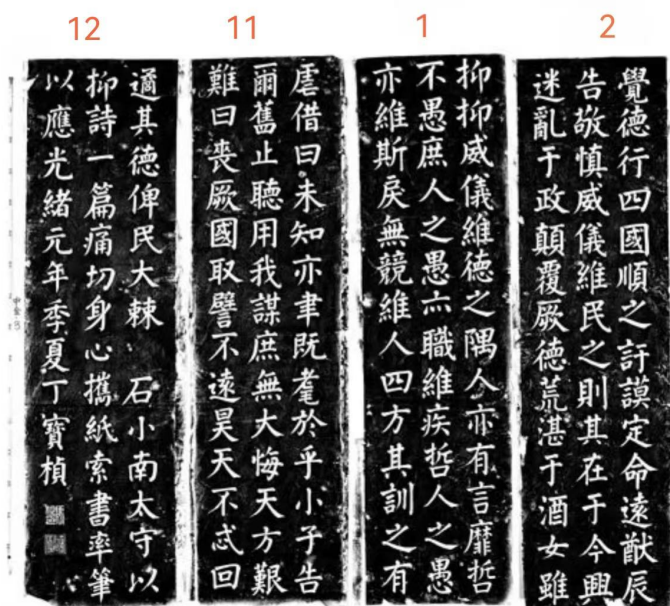 1
抑抑威儀維德之隅人亦有言靡哲
不愚庶人之愚亦職維疾哲人之愚
亦維斯戾無競維人四方其訓之有
2
覺德行四國順之訏謨定命遠猷辰
告敬慎威儀維民之則其在于今興
迷亂于政顛覆厥德荒湛于酒女雖
11
虐借曰未知亦聿既耄於乎小子告
爾舊止聽用我謀庶無大悔天方艱
難曰喪厥國取譬不遠昊天不忒回
12
遹其德俾民大棘 石小南太守以
抑詩一篇痛切身心攜紙索書率筆
以應光緒元年季夏丁寶楨